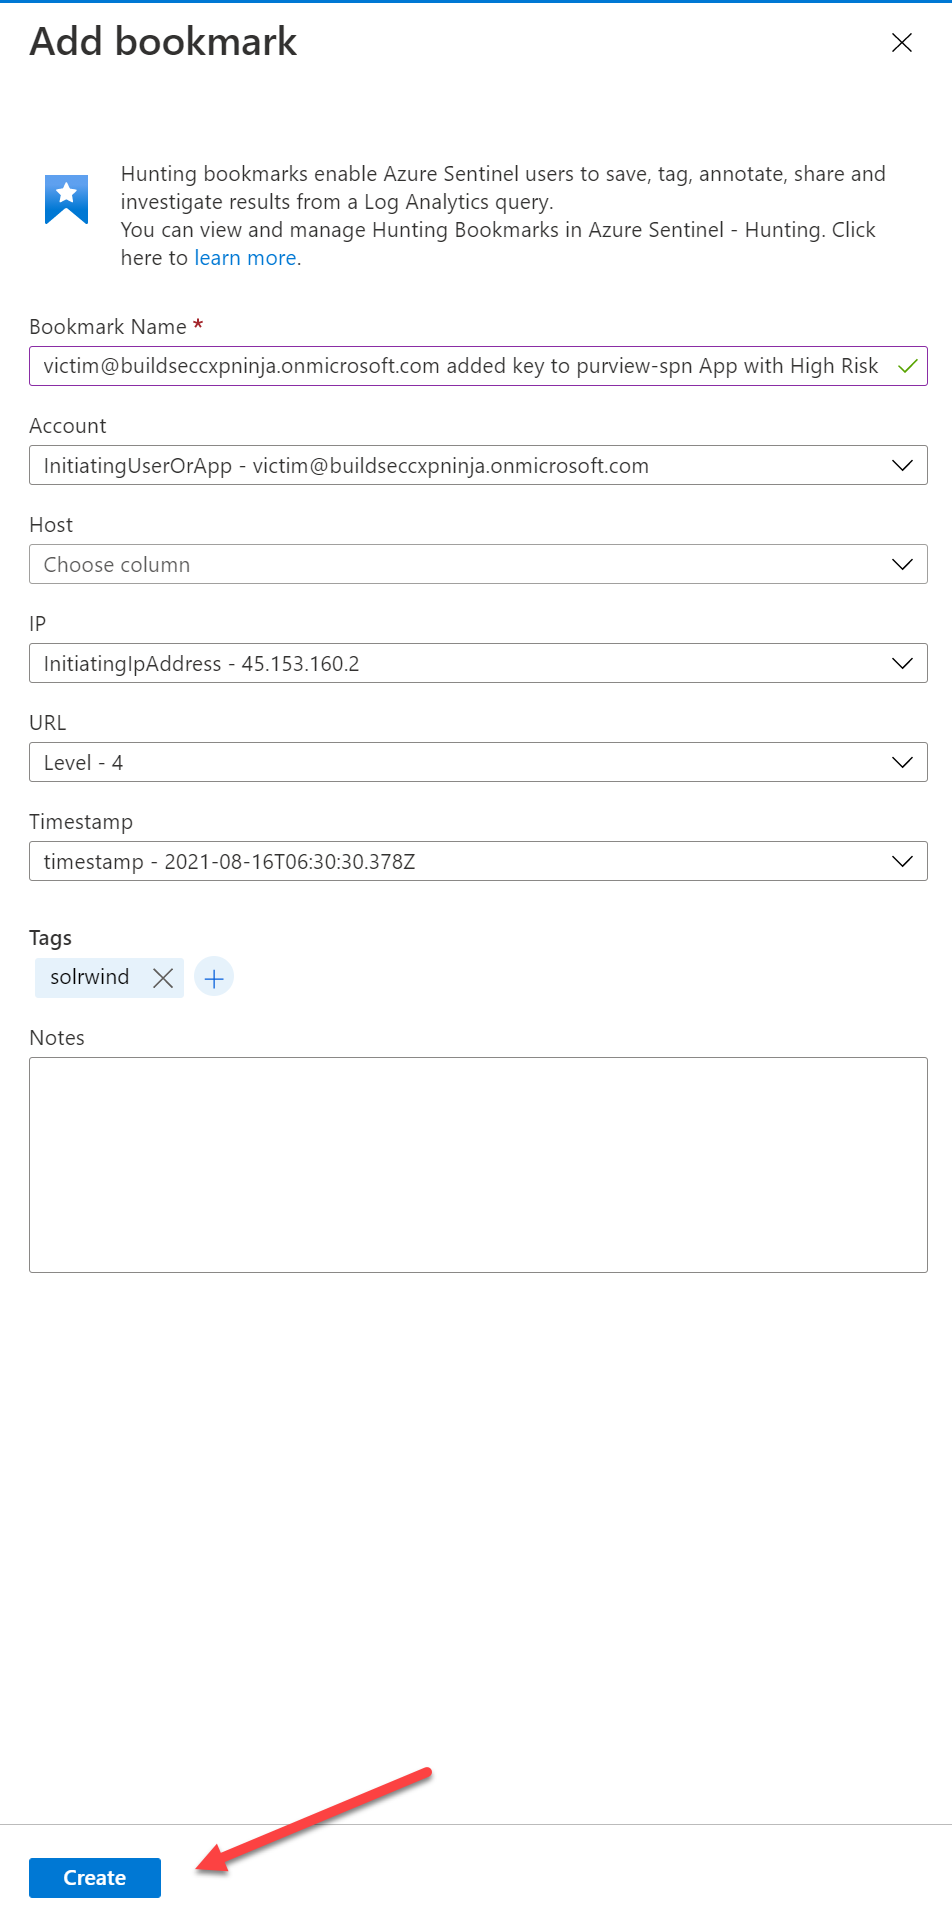 Add bookmark
Hunting bookmarks enable Azure Sentinel users to save, tag, annotate, share and
investigate results from a Log Analytics query.
You can view and manage Hunting Bookmarks in Azure Sentinel - Hunting. Click
here to learn more.
Bookmark Name *
victim@buildseccxpninja.onmicrosoft.com added key to purview-spn App with High Risk
Account
InitiatingUserOrApp - victim@buildseccxpninja.onmicrosoft.com
Host
Choose column
IP
InitiatingIpAddress - 45.153.160.2
URL
Level - 4
Timestamp
timestamp - 2021-08-16T06:30:30.378Z
Tags
solrwind
Notes
Create